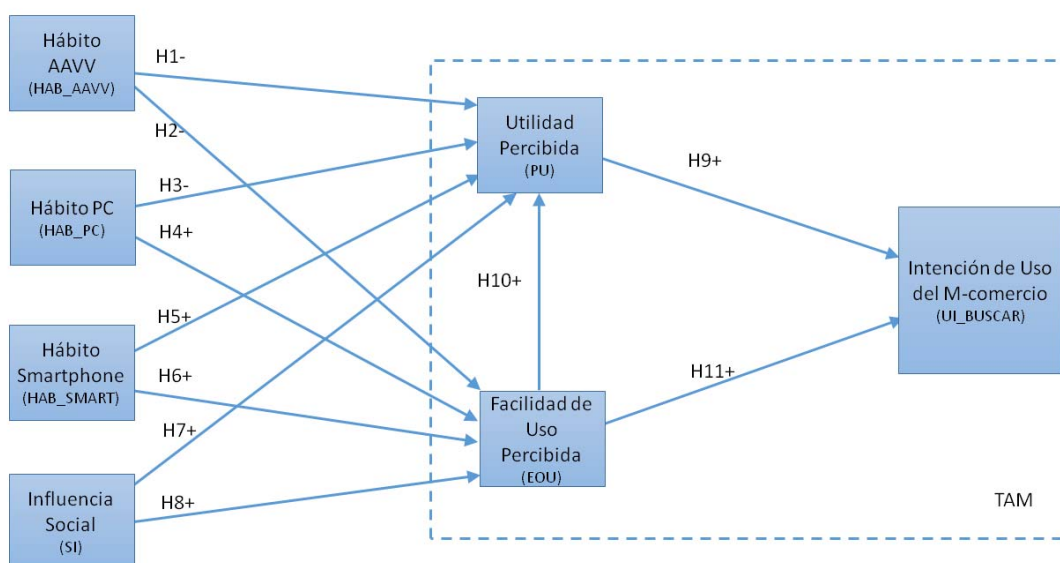 Hábito
AAVV
(HAB_AAVV)
H1-
H2-
Hábito PC
(HAB_PC)
H3-
H4+
Hábito
Smartphone
(HAB_SMART)
H5+
H6+
H7+
Influencia
Social
(SI)
H8+
Utilidad
Percibida
(PU)
H10+
Facilidad de
Uso
Percibida
(EOU)
H9+
H11+
Intención de Uso
del M-comercio
(UI_BUSCAR)
TAM